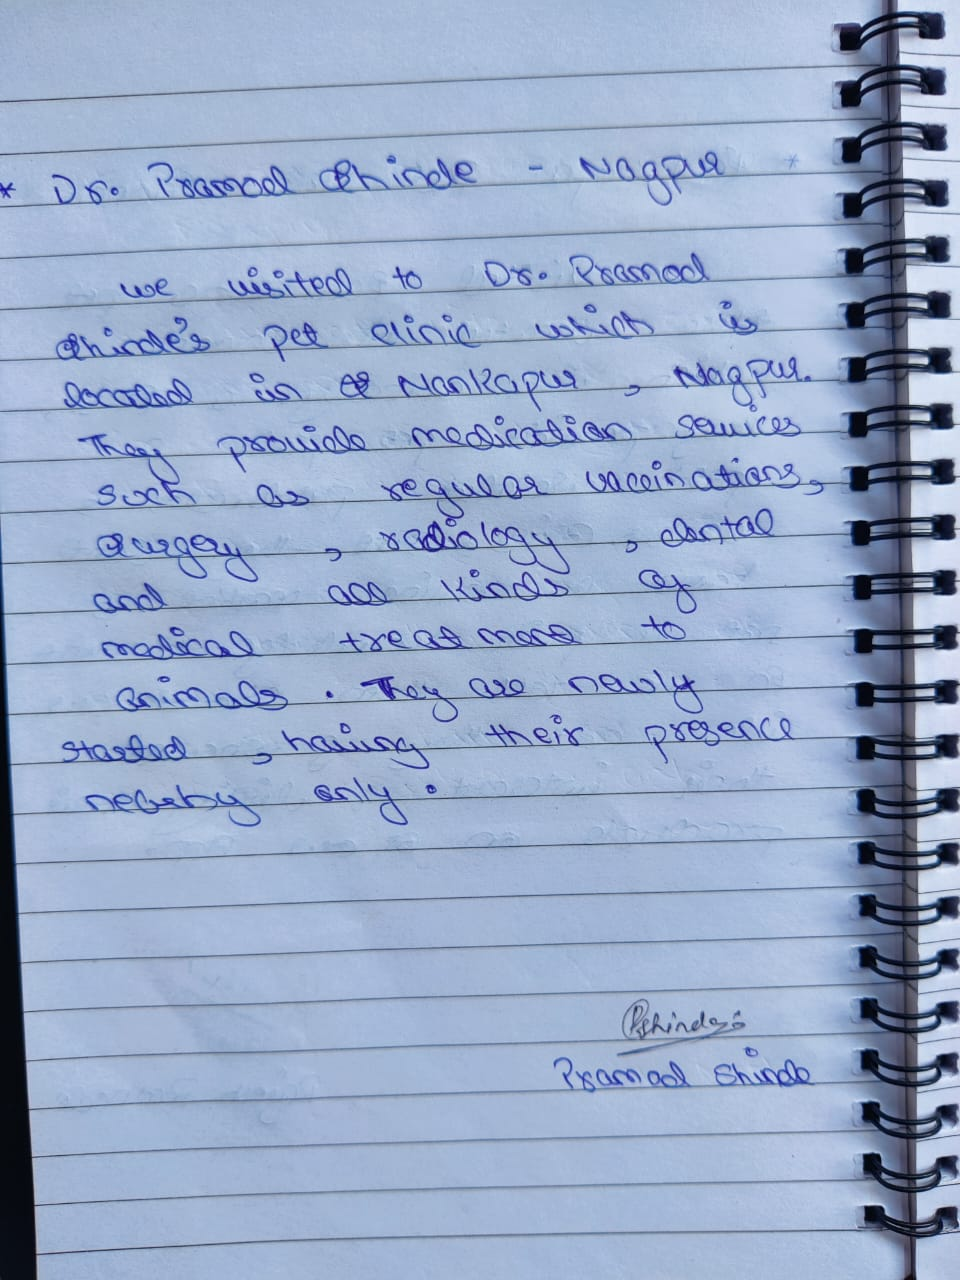 * Dr. Pramod Shinde - Nagpur *
we visited to Dr. Pramod
Shinde's pet clinic which is
located in Mankapur, Nagpur.
They provide medication services
such as regular vaccinations,
surgery, radiology, dental
and all kinds of
medical treatment to
animals. They are newly
started, having their presence
nearby only.
Pshinde
Pramod Shinde